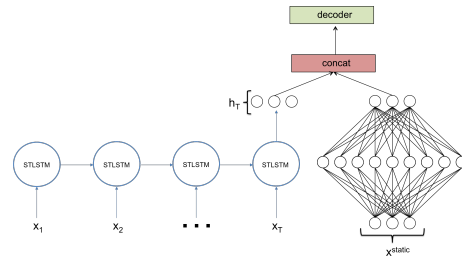 decoder
concat
h_T
STLSTM STLSTM STLSTM STLSTM
x_1 x_2 ... x_T
x^static